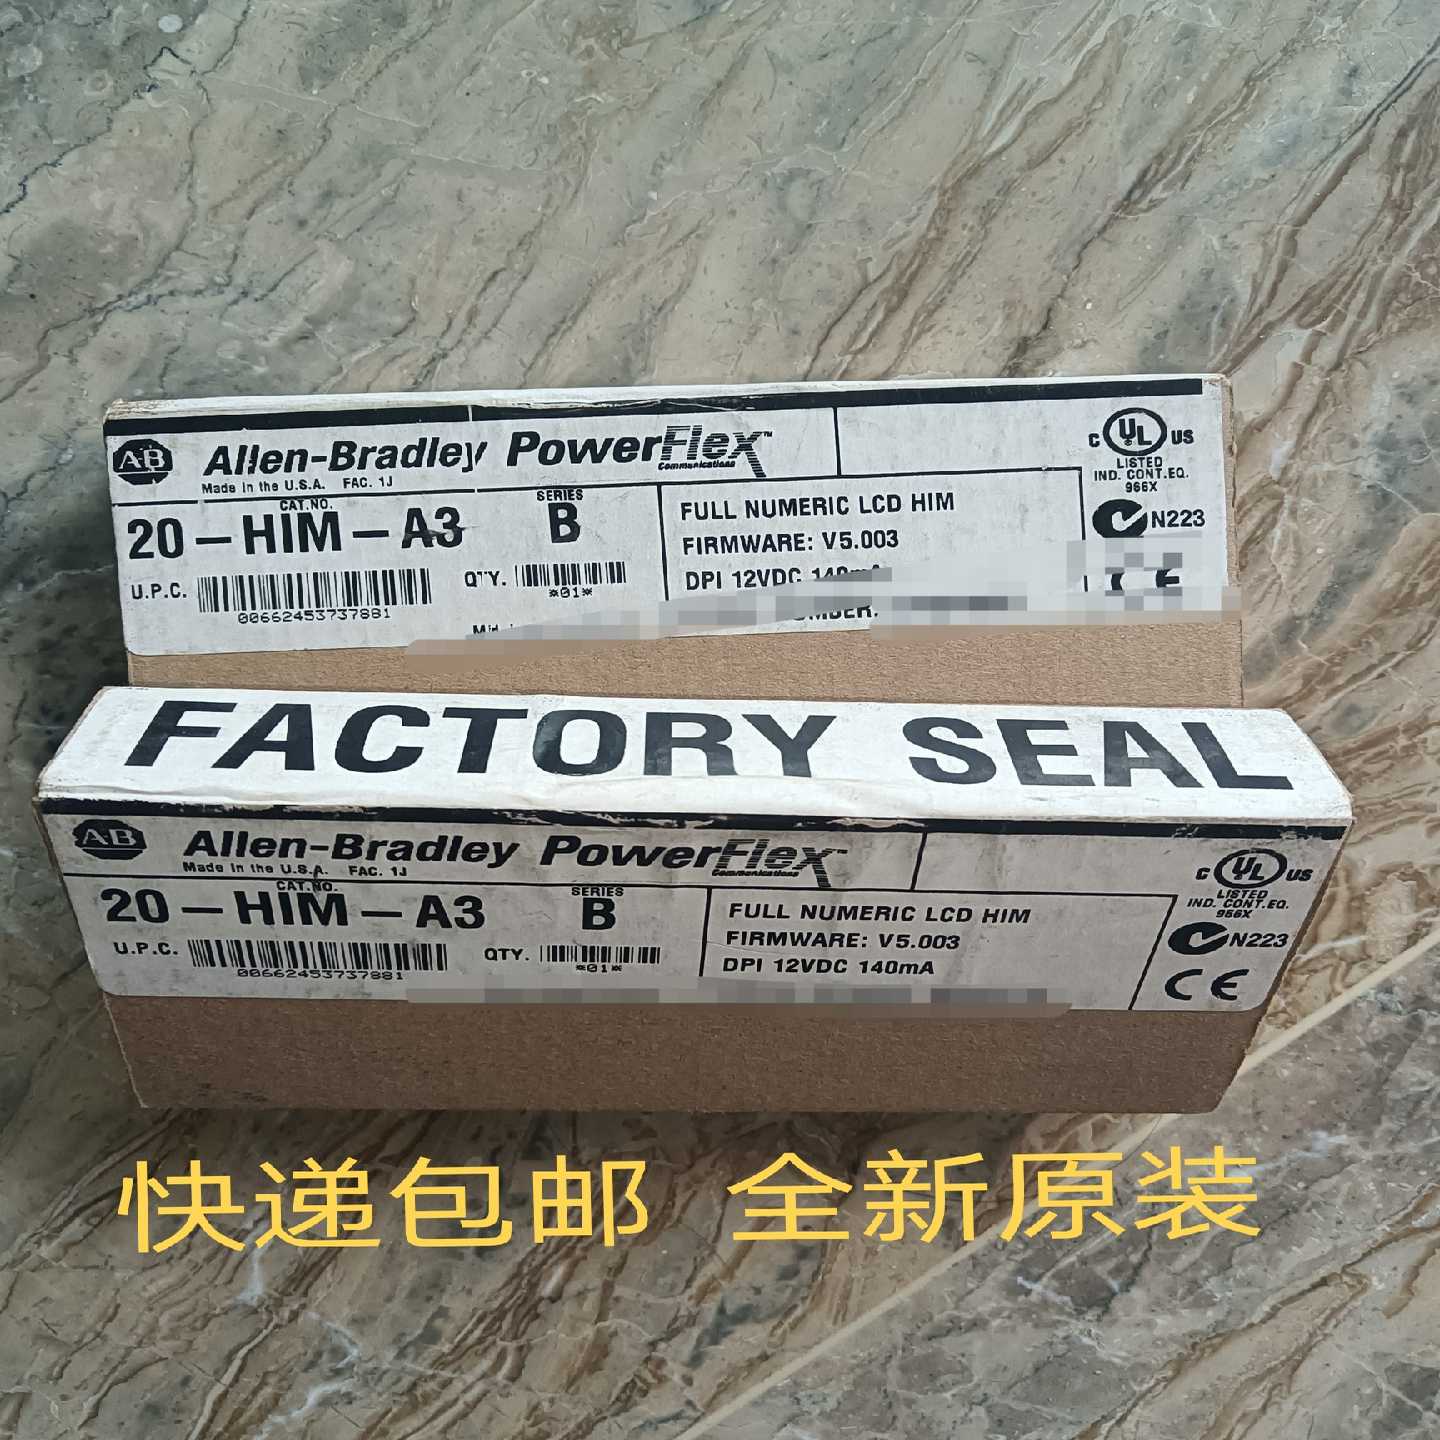 A-B Allen-Bradley PowerFlex™
Communications
Made in the U.S.A. FAC. 1J
CAT.NO. SERIES
20-HIM-A3 B
U.P.C. QTY.
00662453737881 *01*
FULL NUMERIC LCD HIM
FIRMWARE: V5.003
DPI 12VDC 140mA
C UL US
LISTED
IND. CONT.EQ.
966X
N223
CE
FACTORY SEAL
A-B Allen-Bradley PowerFlex™
Communications
Made in the U.S.A. FAC. 1J
CAT.NO. SERIES
20-HIM-A3 B
U.P.C. QTY.
00662453737881 *01*
FULL NUMERIC LCD HIM
FIRMWARE: V5.003
DPI 12VDC 140mA
C UL US
LISTED
IND. CONT.EQ.
966X
N223
CE
快递包邮 全新原装